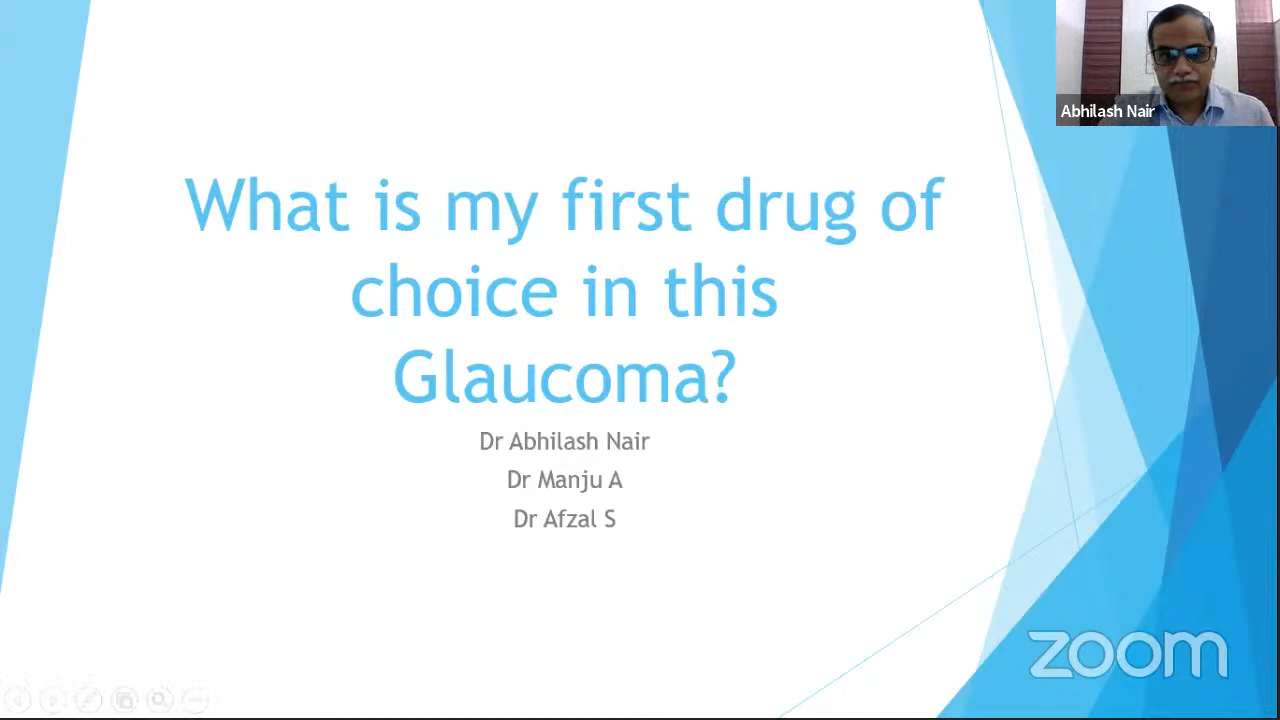 Abhilash Nair
What is my first drug of
choice in this
Glaucoma?
Dr Abhilash Nair
Dr Manju A
Dr Afzal S
zoom